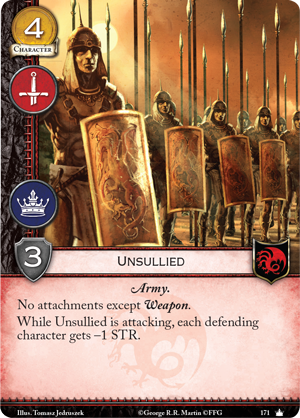 4
CHARACTER
3
UNSULLIED
Army.
No attachments except Weapon.
While Unsullied is attacking, each defending
character gets –1 STR.
Illus. Tomasz Jedruszek ©George R.R. Martin ©FFG 171